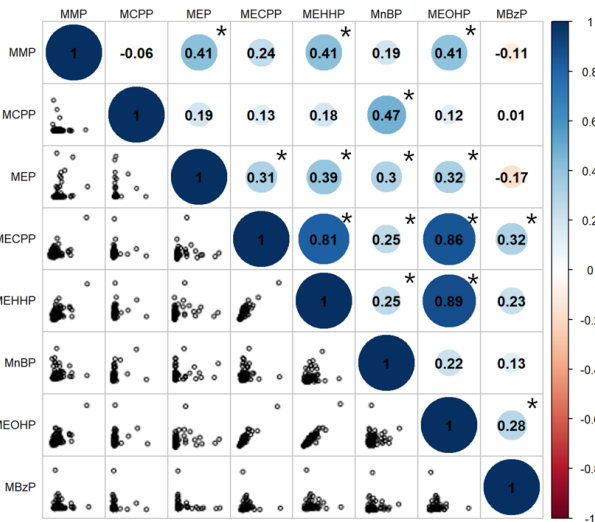 MMP MCPP MEP MECPP MEHHP MnBP MEOHP MBzP
MMP 1 -0.06 0.41 * 0.24 0.41 * 0.19 0.41 * -0.11
MCPP 1 0.19 0.13 0.18 0.47 * 0.12 0.01
MEP 1 0.31 * 0.39 * 0.3 * 0.32 * -0.17
MECPP 1 0.81 * 0.25 * 0.86 * 0.32 *
MEHHP 1 0.25 * 0.89 * 0.23
MnBP 1 0.22 0.13
MEOHP 1 0.28 *
MBzP 1
1
0.8
0.6
0.4
0.2
0
-0.2
-0.4
-0.6
-0.8
-1